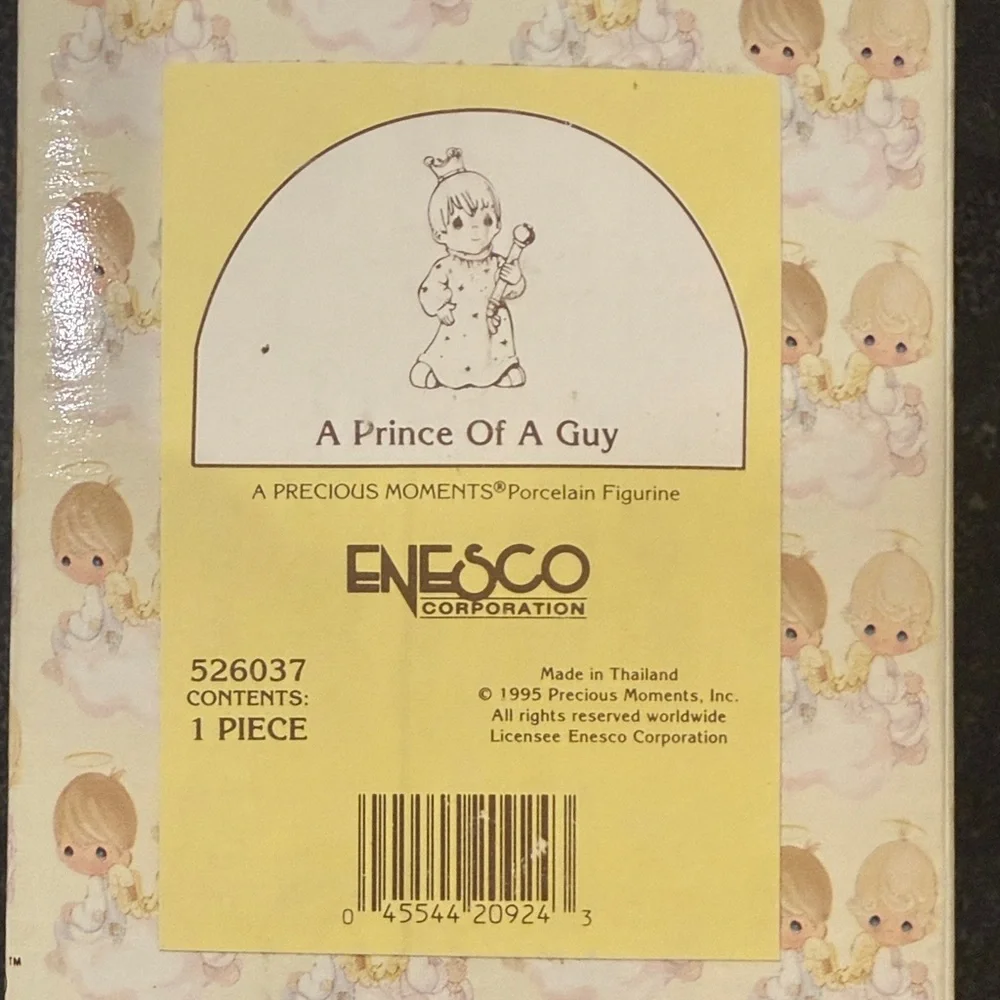 A Prince Of A Guy
A PRECIOUS MOMENTS® Porcelain Figurine
ENESCO
CORPORATION
526037
CONTENTS:
1 PIECE
Made in Thailand
© 1995 Precious Moments, Inc.
All rights reserved worldwide
Licensee Enesco Corporation
0 45544 20924 3
TM